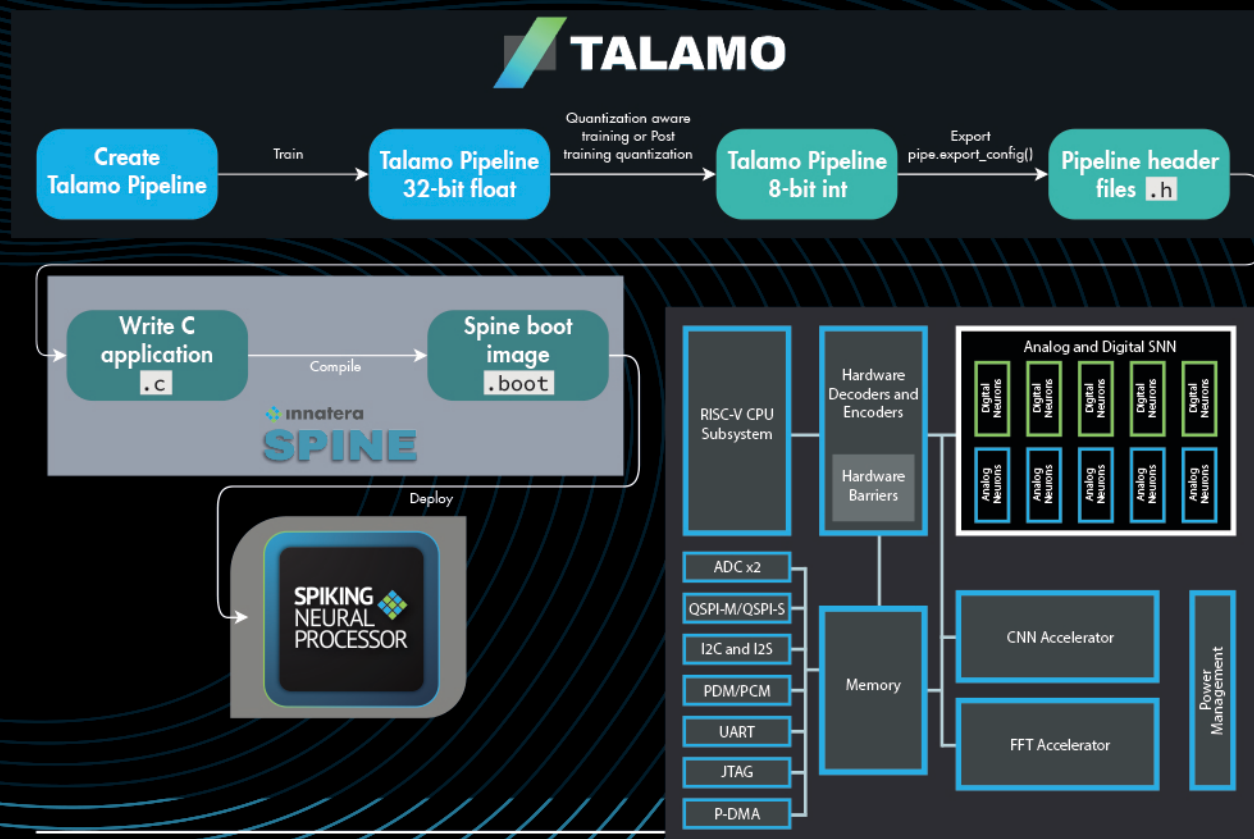 TALAMO
Create
Talamo Pipeline
Train
Talamo Pipeline
32-bit float
Quantization aware
training or Post
training quantization
Talamo Pipeline
8-bit int
Export
pipe.export_config()
Pipeline header
files .h
Write C
application
.c
Compile
Spine boot
image
.boot
innatera
SPINE
Deploy
SPIKING
NEURAL
PROCESSOR
RISC-V CPU
Subsystem
Hardware
Decoders and
Encoders
Hardware
Barriers
Analog and Digital SNN
Digital
Neurons
Digital
Neurons
Digital
Neurons
Digital
Neurons
Digital
Neurons
Analog
Neurons
Analog
Neurons
Analog
Neurons
Analog
Neurons
Analog
Neurons
ADC x2
QSPI-M/QSPI-S
I2C and I2S
PDM/PCM
UART
JTAG
P-DMA
Memory
CNN Accelerator
FFT Accelerator
Power
Management